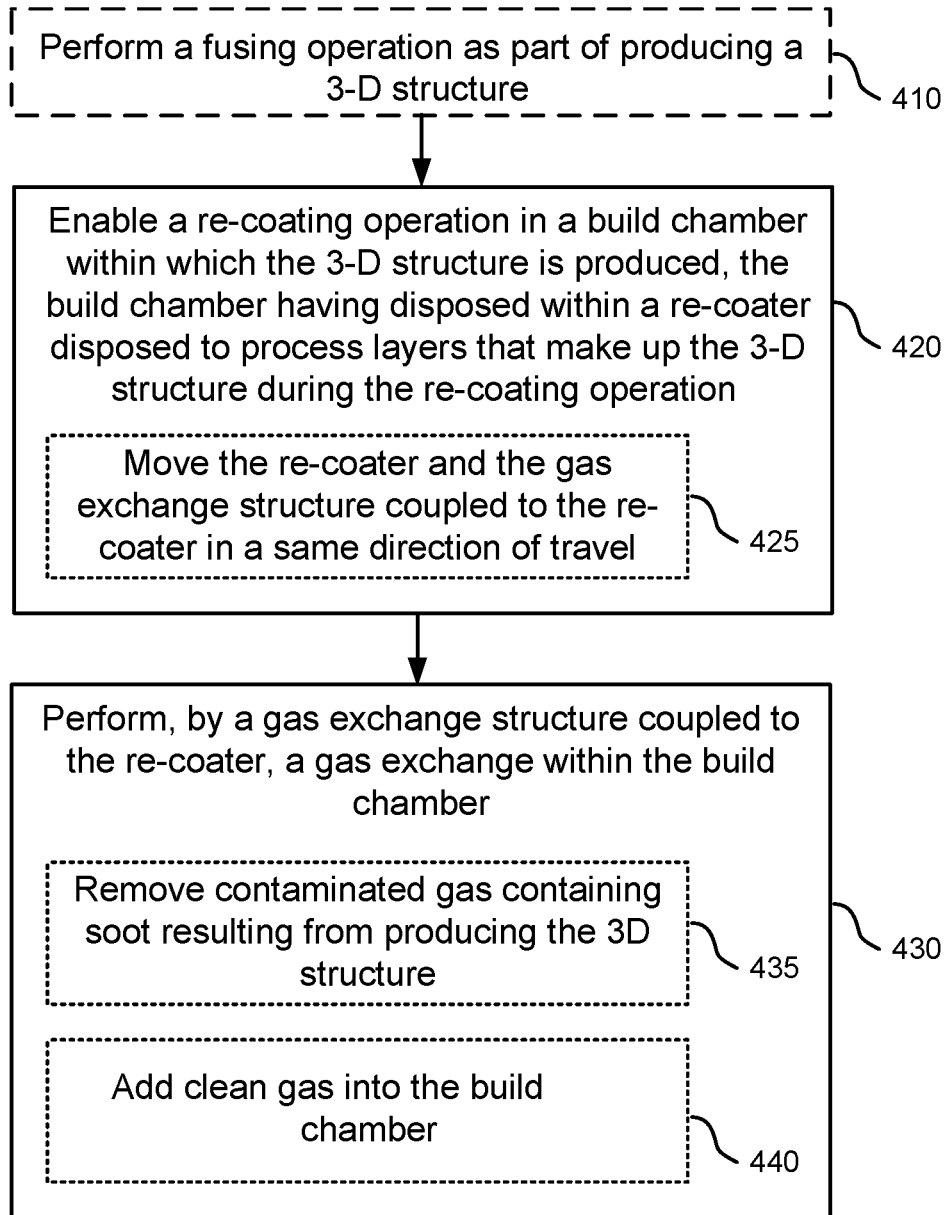 Perform a fusing operation as part of producing a
3-D structure
410
Enable a re-coating operation in a build chamber
within which the 3-D structure is produced, the
build chamber having disposed within a re-coater
disposed to process layers that make up the 3-D
structure during the re-coating operation
420
Move the re-coater and the gas
exchange structure coupled to the re-
coater in a same direction of travel
425
Perform, by a gas exchange structure coupled to
the re-coater, a gas exchange within the build
chamber
430
Remove contaminated gas containing
soot resulting from producing the 3D
structure
435
Add clean gas into the build
chamber
440